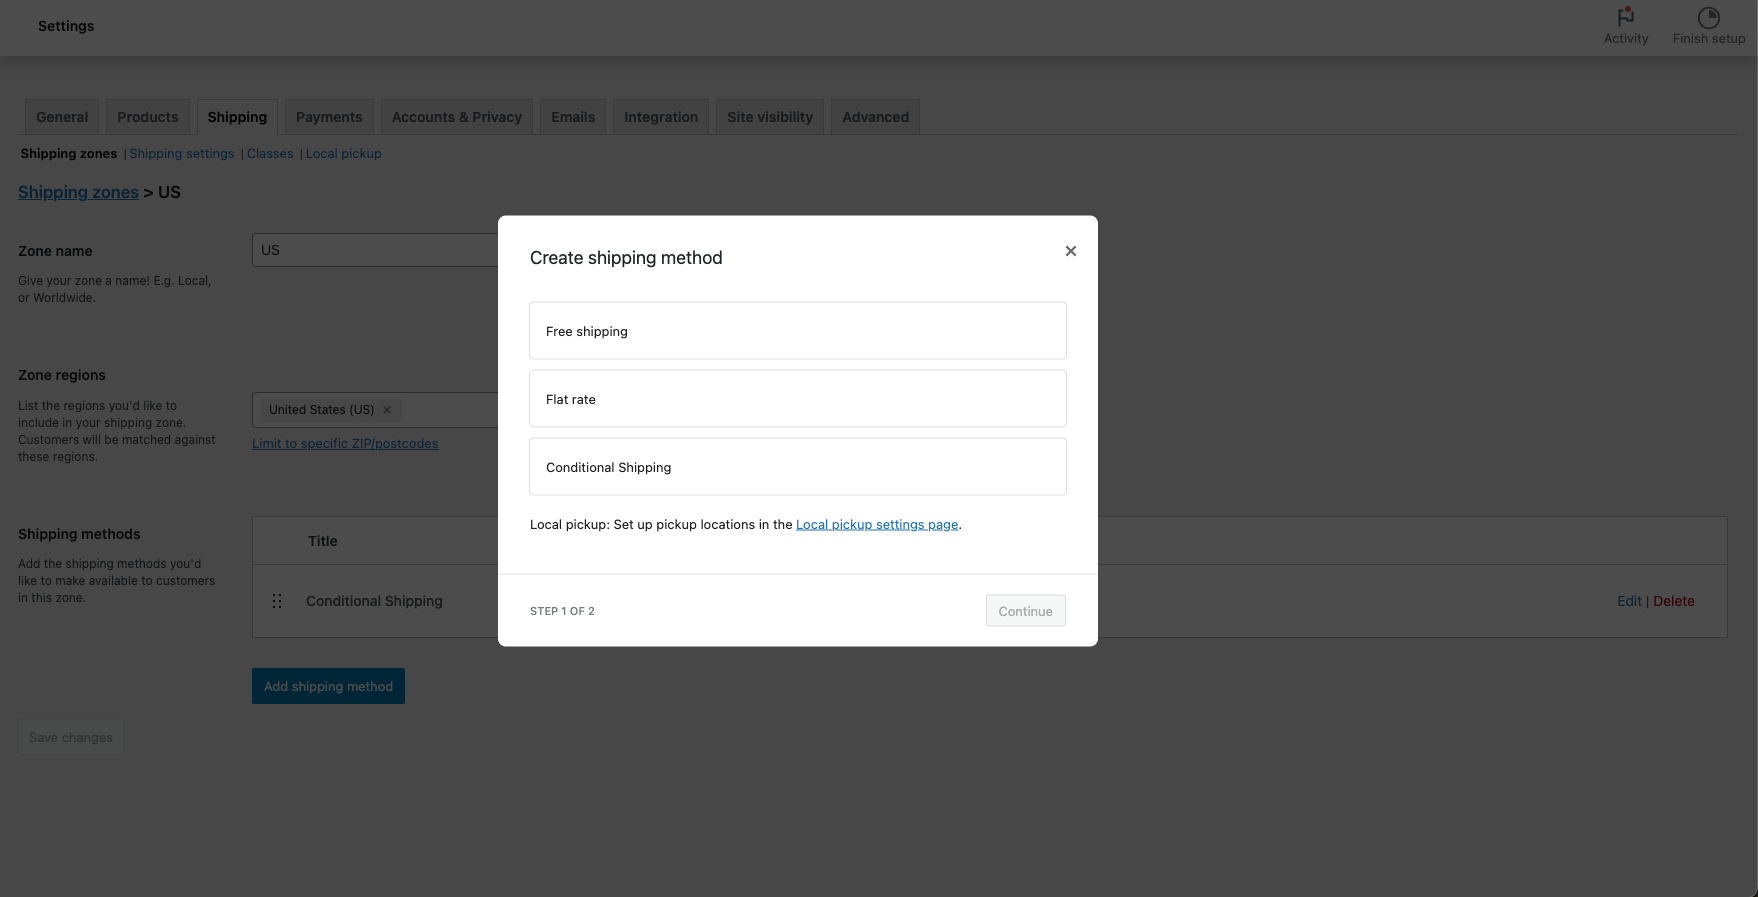 Settings
Activity
Finish setup
General
Products
Shipping
Payments
Accounts & Privacy
Emails
Integration
Site visibility
Advanced
Shipping zones | Shipping settings | Classes | Local pickup
Shipping zones > US
Zone name
Give your zone a name! E.g. Local,
or Worldwide.
US
Zone regions
List the regions you'd like to
include in your shipping zone.
Customers will be matched against
these regions.
United States (US) ×
Limit to specific ZIP/postcodes
Shipping methods
Add the shipping methods you'd
like to make available to customers
in this zone.
Title
Conditional Shipping
Edit | Delete
Add shipping method
Save changes
Create shipping method
Free shipping
Flat rate
Conditional Shipping
Local pickup: Set up pickup locations in the Local pickup settings page.
STEP 1 OF 2
Continue